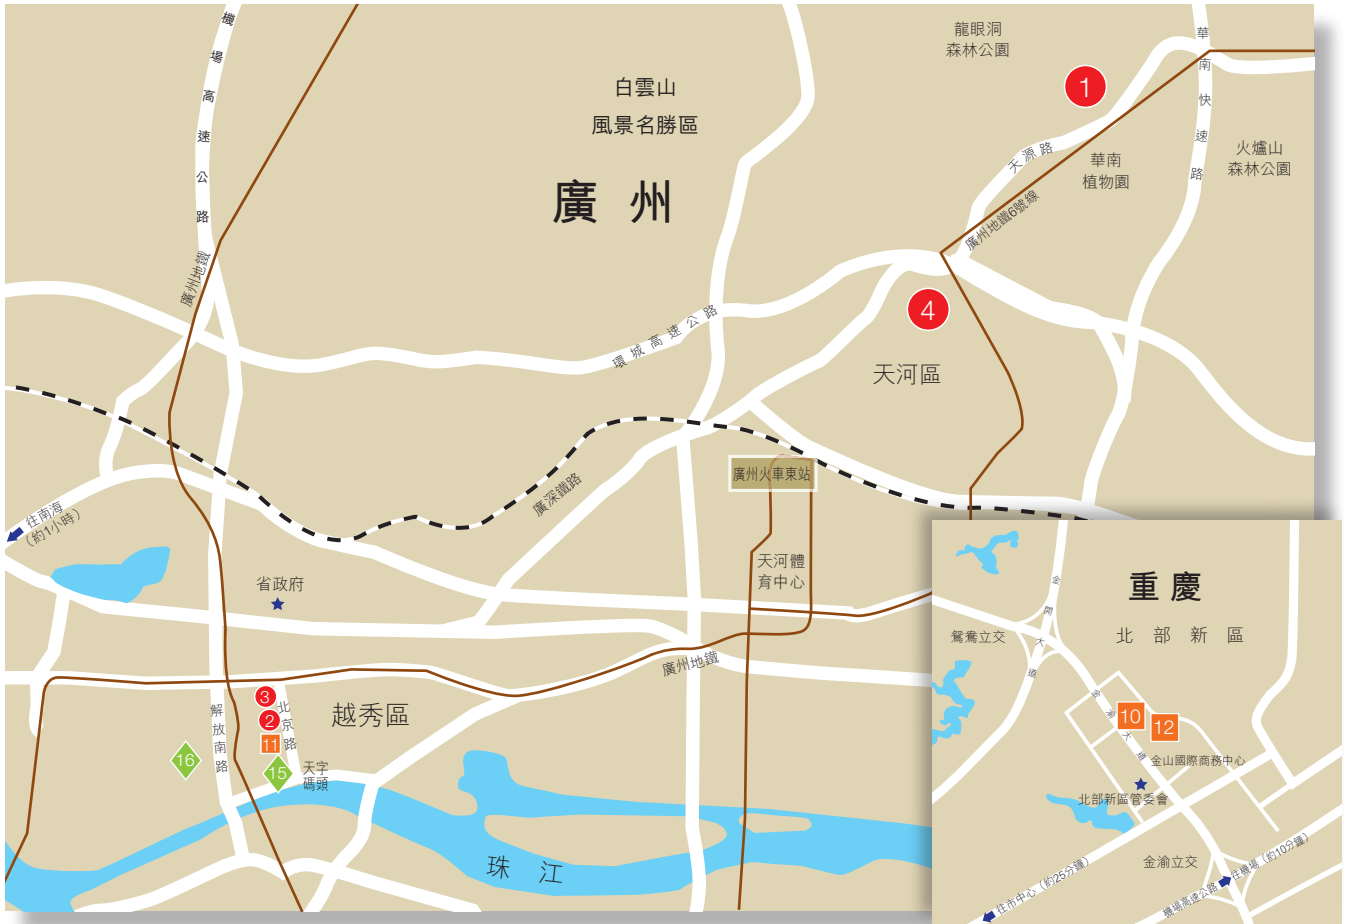 機場高速公路
龍眼洞
森林公園
華南快速路
白雲山
風景名勝區
1
天源路
華南
植物園
火爐山
森林公園
廣州
廣州地鐵6號線
廣州地鐵
4
環城高速公路
天河區
廣州火車東站
廣深鐵路
往南海
(約1小時)
天河體
育中心
省政府
廣州地鐵
3
2
11
北京路
越秀區
解放南路
16
15
天字
碼頭
珠江
重慶
北部新區
金開大道
鴛鴦立交
金渝大道
10
12
金山國際商務中心
北部新區管委會
金渝立交
往市中心 (約25分鐘)
機場高速公路
往機場 (約10分鐘)